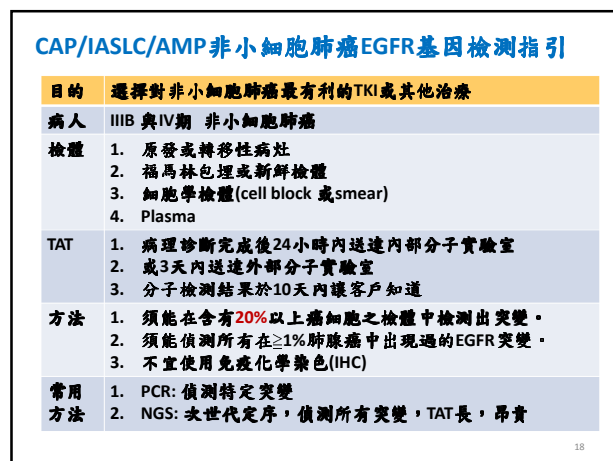 CAP/IASLC/AMP非小細胞肺癌EGFR基因檢測指引
目的 選擇對非小細胞肺癌最有利的TKI或其他治療
病人 IIIB 與IV期 非小細胞肺癌
檢體 1. 原發或轉移性病灶
2. 福馬林包埋或新鮮檢體
3. 細胞學檢體(cell block 或smear)
4. Plasma
TAT 1. 病理診斷完成後24小時內送達內部分子實驗室
2. 或3天內送達外部分子實驗室
3. 分子檢測結果於10天內讓客戶知道
方法 1. 須能在含有20%以上癌細胞之檢體中檢測出突變。
2. 須能偵測所有在≧1%肺腺癌中出現過的EGFR突變。
3. 不宜使用免疫化學染色(IHC)
常用 1. PCR: 偵測特定突變
方法 2. NGS: 次世代定序，偵測所有突變，TAT長，昂貴
18